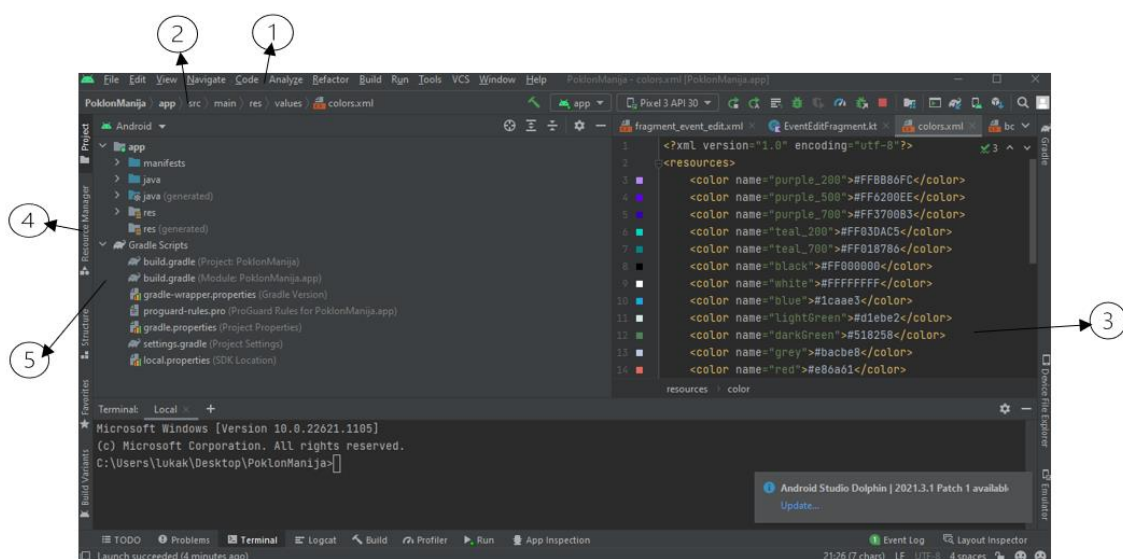 2 1
File Edit View Navigate Code Analyze Refactor Build Run Tools VCS Window Help PoklonManija - colors.xml [PoklonManija.app]
PoklonManija app src main res values colors.xml app Pixel 3 API 30
Project
Android
fragment_event_edit.xml EventEditFragment.kt colors.xml bc
Gradle
app
manifests
java
java (generated)
res
res (generated)
Gradle Scripts
build.gradle (Project: PoklonManija)
build.gradle (Module: PoklonManija.app)
gradle-wrapper.properties (Gradle Version)
proguard-rules.pro (ProGuard Rules for PoklonManija.app)
gradle.properties (Project Properties)
settings.gradle (Project Settings)
local.properties (SDK Location)
4
Resource Manager
5
Structure
Favorites
Build Variants
3
1 <?xml version="1.0" encoding="utf-8"?>
2 <resources>
3 <color name="purple_200">#FFBB86FC</color>
4 <color name="purple_500">#FF6200EE</color>
5 <color name="purple_700">#FF3700B3</color>
6 <color name="teal_200">#FF03DAC5</color>
7 <color name="teal_700">#FF018786</color>
8 <color name="black">#FF000000</color>
9 <color name="white">#FFFFFFFF</color>
10 <color name="blue">#1caae3</color>
11 <color name="lightGreen">#d1ebe2</color>
12 <color name="darkGreen">#518258</color>
13 <color name="grey">#bacbe8</color>
14 <color name="red">#e86a61</color>
3
resources color
Device File Explorer
Emulator
Terminal: Local +
Microsoft Windows [Version 10.0.22621.1105]
(c) Microsoft Corporation. All rights reserved.
C:\Users\lukak\Desktop\PoklonManija>
Android Studio Dolphin | 2021.3.1 Patch 1 availabl
Update...
TODO Problems Terminal Logcat Build Profiler Run App Inspection 1 Event Log Layout Inspector
Launch succeeded (4 minutes ago) 21:26 (7 chars) LF UTF-8 4 spaces